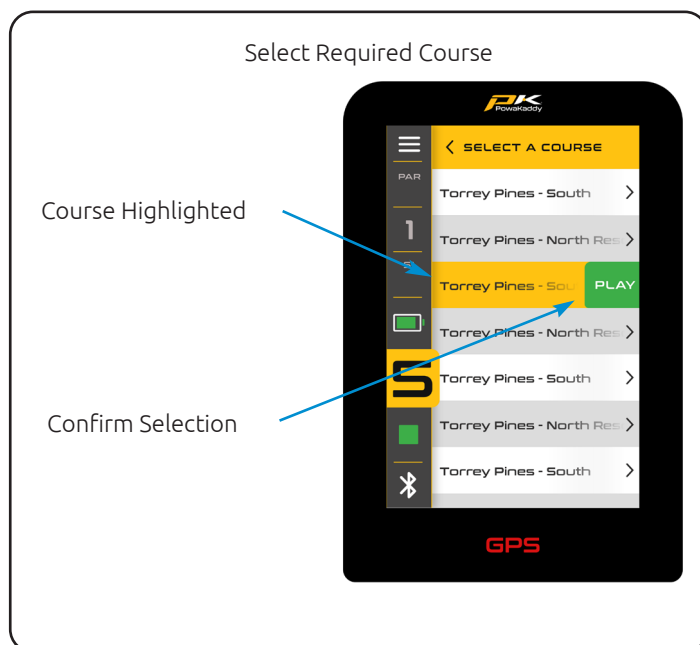 Select Required Course
PK
PowaKaddy
SELECT A COURSE
PAR
Torrey Pines - South
Course Highlighted
1
Torrey Pines - North Res
Torrey Pines - Sou
PLAY
Torrey Pines - North Res
5
Torrey Pines - South
Confirm Selection
Torrey Pines - North Res
Torrey Pines - South
GPS